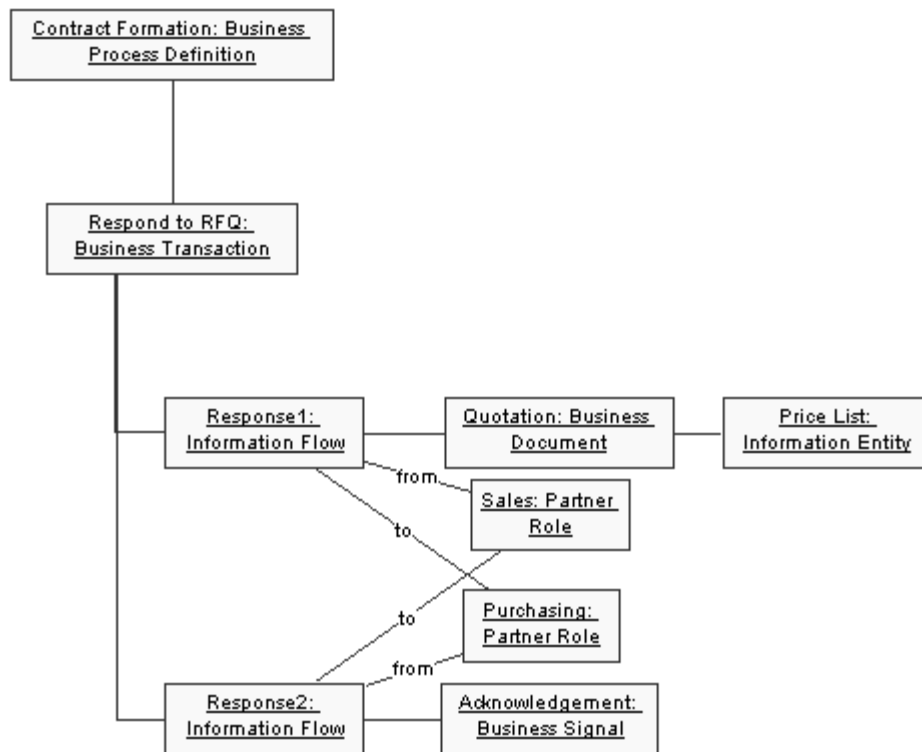 Contract Formation: Business
Process Definition
Respond to RFQ:
Business Transaction
Response1:
Information Flow
Quotation: Business
Document
Price List:
Information Entity
from
Sales: Partner
Role
to
to
Purchasing:
Partner Role
from
Response2:
Information Flow
Acknowledgement:
Business Signal